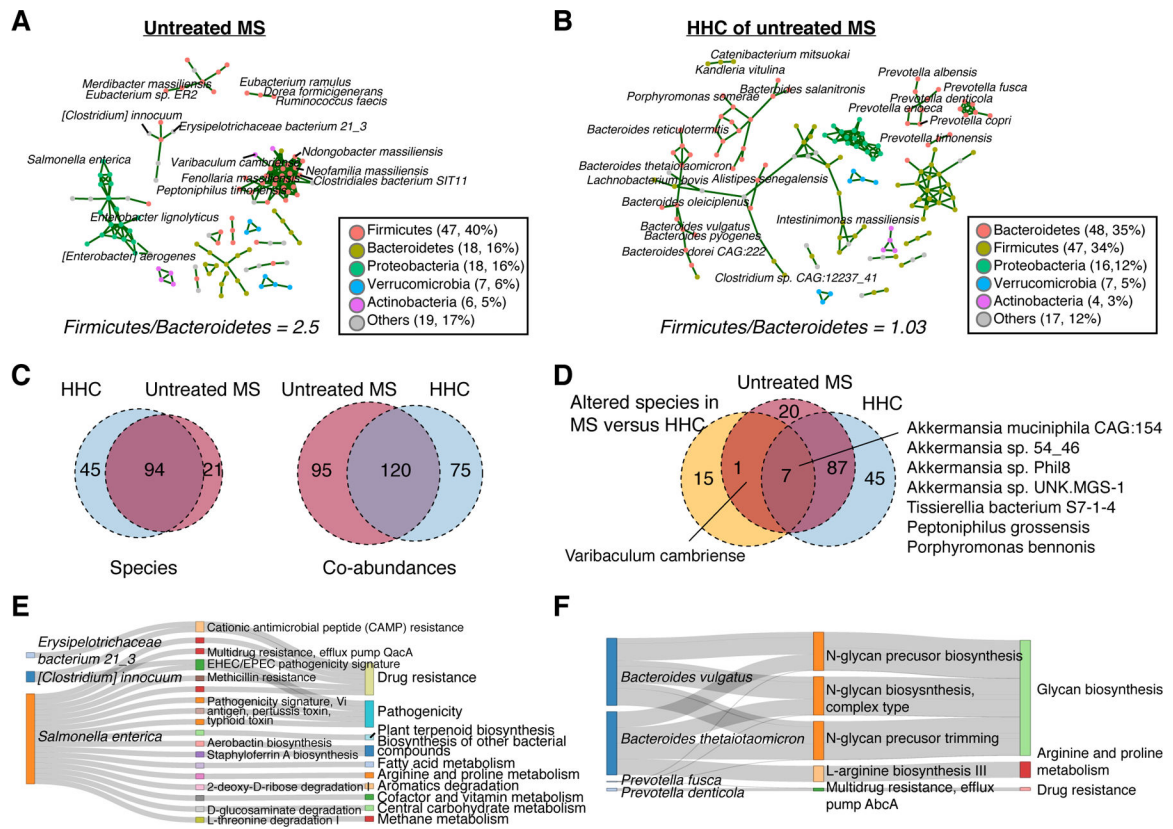 A
Untreated MS
Merdibacter massiliensis
Eubacterium sp. ER2
Eubacterium ramulus
Dorea formicigenerans
Ruminococcus faecis
[Clostridium] innocuum
Erysipelotrichaceae bacterium 21_3
Salmonella enterica
Varibaculum cambriense
Ndongobacter massiliensis
Neofamilia massiliensis
Fenollaria massiliensis
Clostridiales bacterium SIT11
Peptoniphilus timonensis
Enterobacter lignolyticus
[Enterobacter] aerogenes
Firmicutes (47, 40%)
Bacteroidetes (18, 16%)
Proteobacteria (18, 16%)
Verrucomicrobia (7, 6%)
Actinobacteria (6, 5%)
Others (19, 17%)
Firmicutes/Bacteroidetes = 2.5
B
HHC of untreated MS
Catenibacterium mitsuokai
Kandleria vitulina
Porphyromonas somerae
Bacteroides salanitronis
Prevotella albensis
Prevotella fusca
Prevotella denticola
Prevotella enoeca
Prevotella copri
Prevotella timonensis
Bacteroides reticulotermitis
Bacteroides thetaiotaomicron
Lachnobacterium bovis
Alistipes senegalensis
Bacteroides oleiciplenus
Bacteroides vulgatus
Bacteroides pyogenes
Bacteroides dorei CAG:222
Intestinimonas massiliensis
Clostridium sp. CAG:12237_41
Bacteroidetes (48, 35%)
Firmicutes (47, 34%)
Proteobacteria (16,12%)
Verrucomicrobia (7, 5%)
Actinobacteria (4, 3%)
Others (17, 12%)
Firmicutes/Bacteroidetes = 1.03
C
HHC
Untreated MS
45
94
21
Species
Untreated MS
HHC
95
120
75
Co-abundances
D
Untreated MS
Altered species in
MS versus HHC
HHC
20
15
1
7
87
45
Varibaculum cambriense
Akkermansia muciniphila CAG:154
Akkermansia sp. 54_46
Akkermansia sp. Phil8
Akkermansia sp. UNK.MGS-1
Tissierellia bacterium S7-1-4
Peptoniphilus grossensis
Porphyromonas bennonis
E
Erysipelotrichaceae
bacterium 21_3
[Clostridium] innocuum
Salmonella enterica
Cationic antimicrobial peptide (CAMP) resistance
Multidrug resistance, efflux pump QacA
EHEC/EPEC pathogenicity signature
Methicillin resistance
Pathogenicity signature, Vi
antigen, pertussis toxin,
typhoid toxin
Aerobactin biosynthesis
Staphyloferrin A biosynthesis
2-deoxy-D-ribose degradation I
D-glucosaminate degradation
L-threonine degradation I
Drug resistance
Pathogenicity
Plant terpenoid biosynthesis
Biosynthesis of other bacterial
compounds
Fatty acid metabolism
Arginine and proline metabolism
Aromatics degradation
Cofactor and vitamin metabolism
Central carbohydrate metabolism
Methane metabolism
F
Bacteroides vulgatus
Bacteroides thetaiotaomicron
Prevotella fusca
Prevotella denticola
N-glycan precusor biosynthesis
N-glycan biosysnthesis,
complex type
N-glycan precusor trimming
L-arginine biosynthesis III
Multidrug resistance, efflux
pump AbcA
Glycan biosynthesis
Arginine and proline
metabolism
Drug resistance